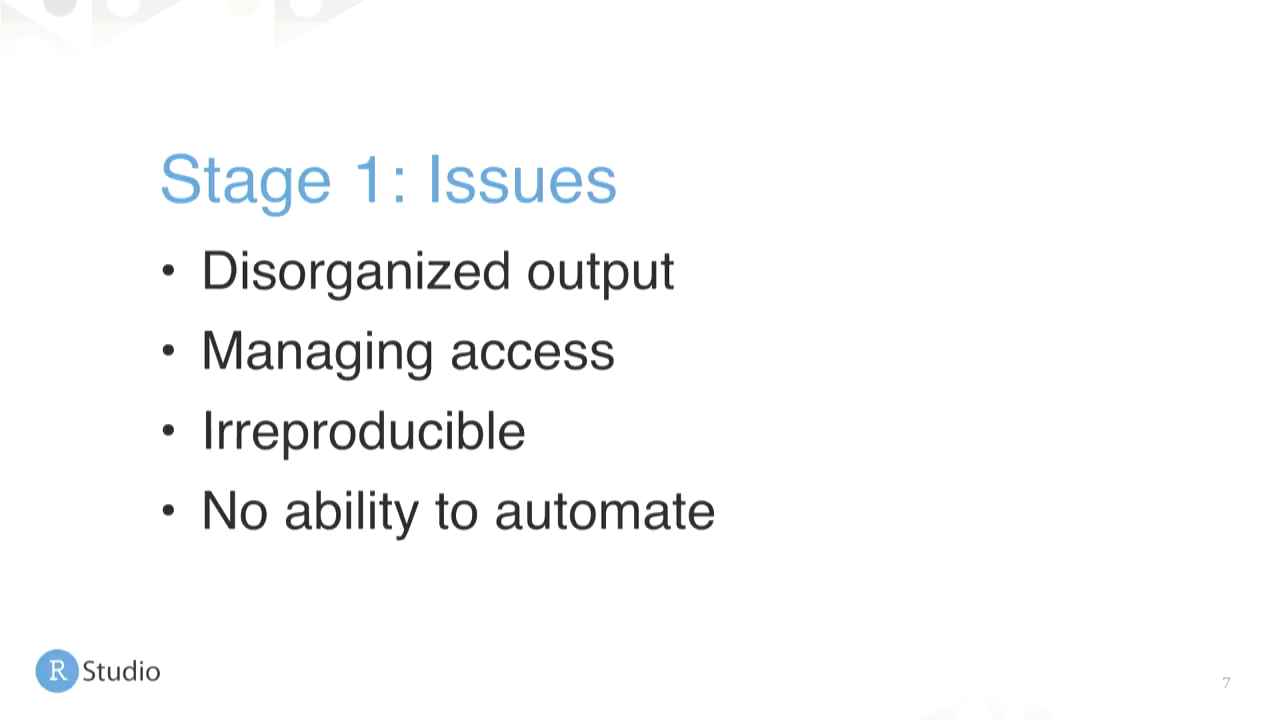 Stage 1: Issues
• Disorganized output
• Managing access
• Irreproducible
• No ability to automate
R Studio
7